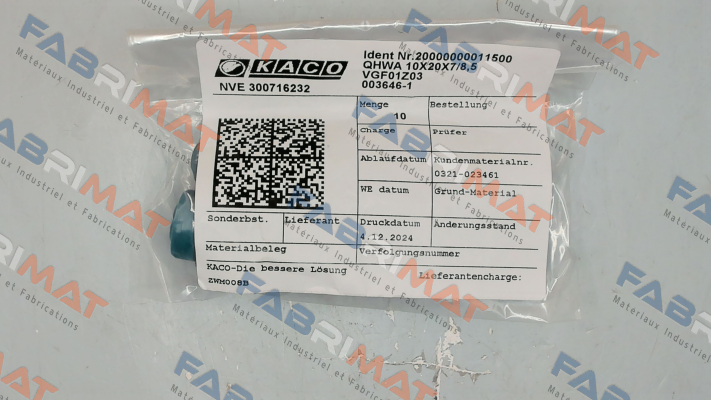 KACO
NVE 300716232
Ident Nr.20000000011500
QHWA 10X20X7/8,5
VGF01Z03
003646-1
Menge
10
Bestellung
Charge
Prüfer
Ablaufdatum
Kundenmaterialnr.
0321-023461
WE datum
Grund-Material
Sonderbst.
Lieferant
Druckdatum
4.12.2024
Änderungsstand
Materialbeleg
Verfolgungsnummer
KACO-Die bessere Lösung
Lieferantencharge:
ZWM008B
FABRIMAT
Matériaux Industriel et Fabrications